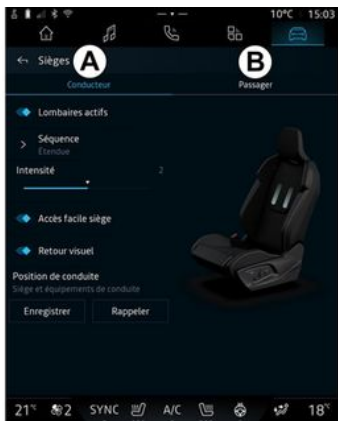 10°C 15:03
Sièges
A
B
Conducteur
Passager
Lombaires actifs
Séquence
Étendue
Intensité 2
Accès facile siège
Retour visuel
Position de conduite
Siège et équipements de conduite
Enregistrer
Rappeler
21°C 2 SYNC A/C 18°C